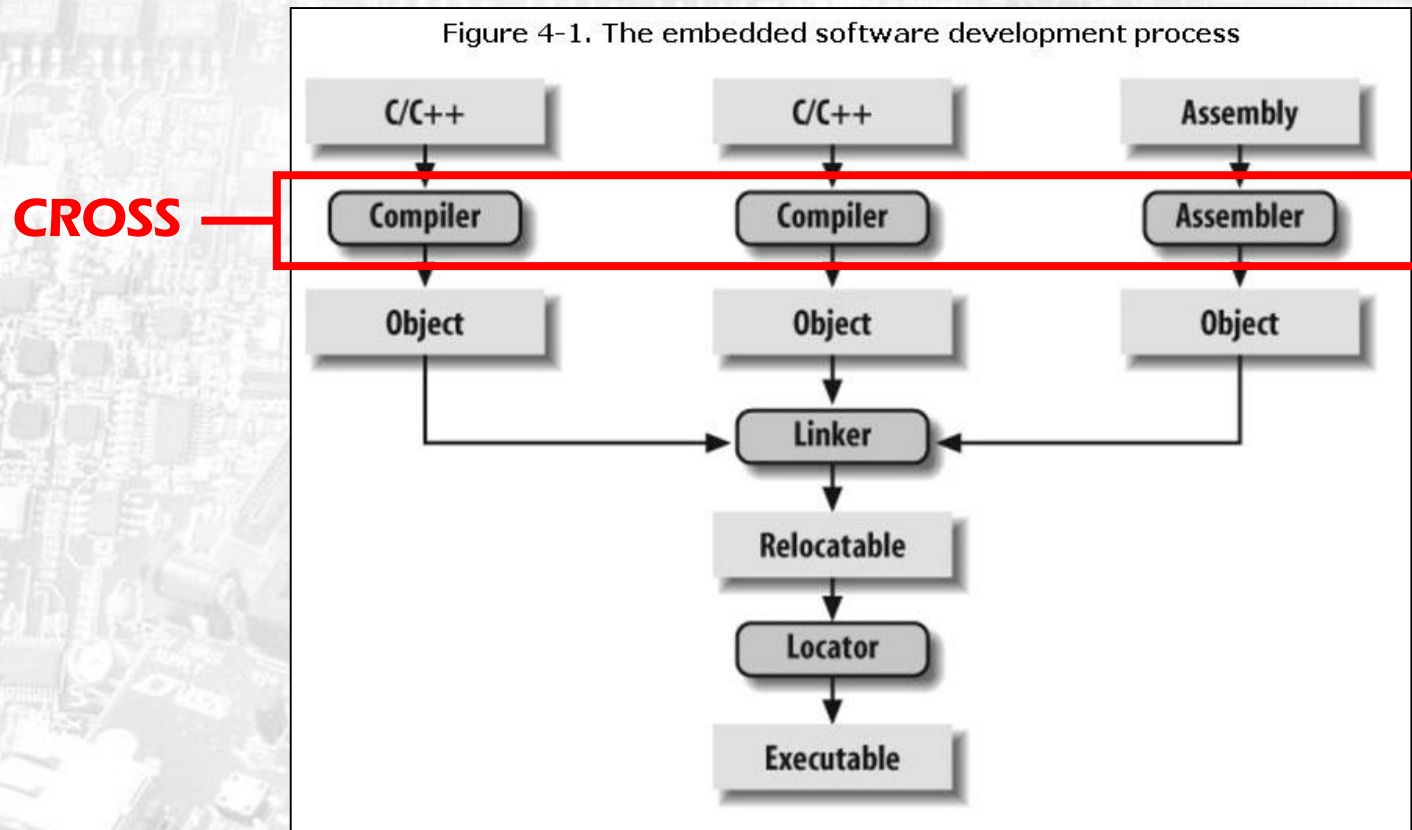 Figure 4-1. The embedded software development process
C/C++ C/C++ Assembly
CROSS Compiler Compiler Assembler
Object Object Object
Linker
Relocatable
Locator
Executable